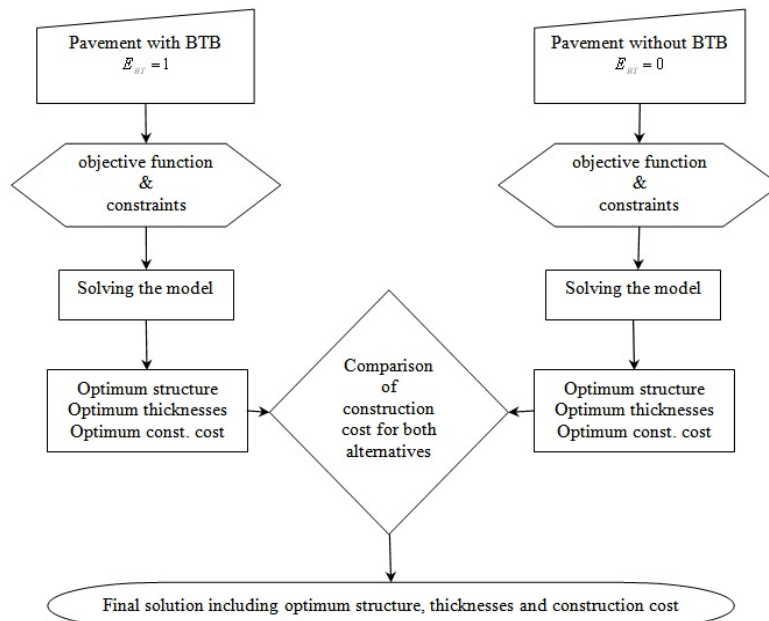 Pavement with BTB
E_BT = 1
objective function
&
constraints
Solving the model
Optimum structure
Optimum thicknesses
Optimum const. cost
Pavement without BTB
E_BT = 0
objective function
&
constraints
Solving the model
Optimum structure
Optimum thicknesses
Optimum const. cost
Comparison
of
construction
cost for both
alternatives
Final solution including optimum structure, thicknesses and construction cost